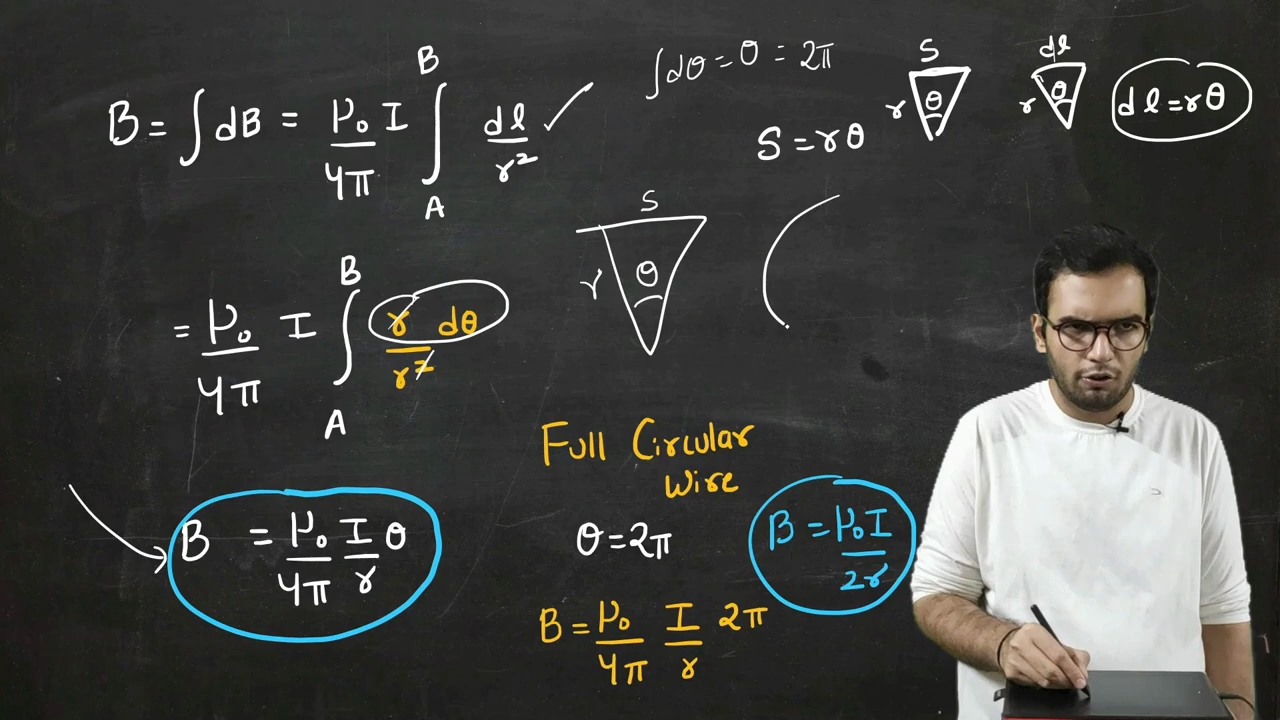 B = ∫ dB = μ₀/4π I ∫_A^B dl/r² ✓
∫dθ = θ = 2π
S
r θ
S = rθ
dl
r θ
dl = rθ
= μ₀/4π I ∫_A^B r dθ/r²
S
r θ
B = μ₀/4π I/r θ
Full Circular
Wire
θ = 2π
B = μ₀I/2r
B = μ₀/4π I/r 2π